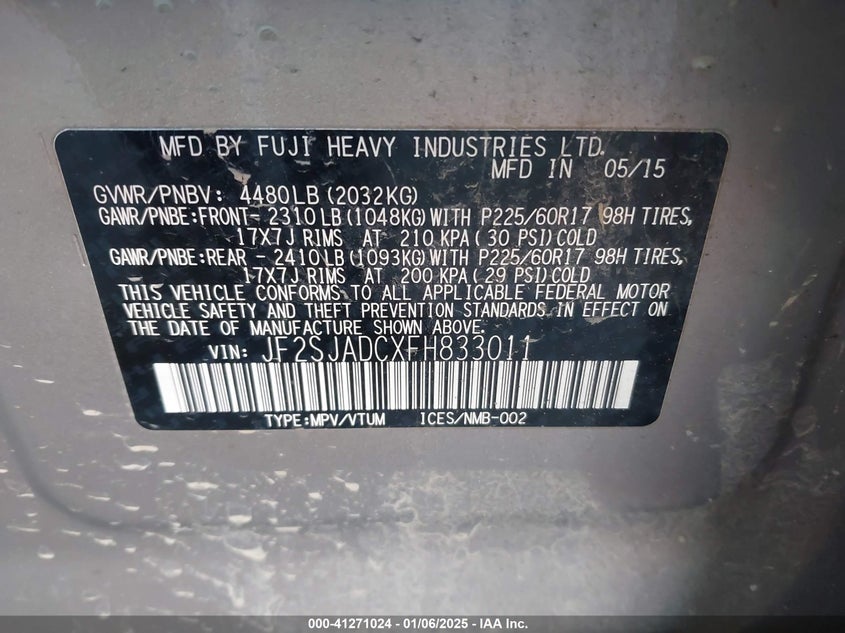 MFD BY FUJI HEAVY INDUSTRIES LTD.
MFD IN 05/15
GVWR/PNBV: 4480LB (2032KG)
GAWR/PNBE:FRONT- 2310 LB (1048KG) WITH P225/60R17 98H TIRES,
17X7J RIMS AT 210 KPA ( 30 PSI) COLD
GAWR/PNBE:REAR - 2410 LB (1093KG) WITH P225/60R17 98H TIRES,
17X7J RIMS AT 200 KPA ( 29 PSI) COLD
THIS VEHICLE CONFORMS TO ALL APPLICABLE FEDERAL MOTOR
VEHICLE SAFETY AND THEFT PREVENTION STANDARDS IN EFFECT ON
THE DATE OF MANUFACTURE SHOWN ABOVE.
VIN: JF2SJADCXFH833011
TYPE:MPV/VTUM ICES/NMB-002
000-41271024 - 01/06/2025 - IAA Inc.